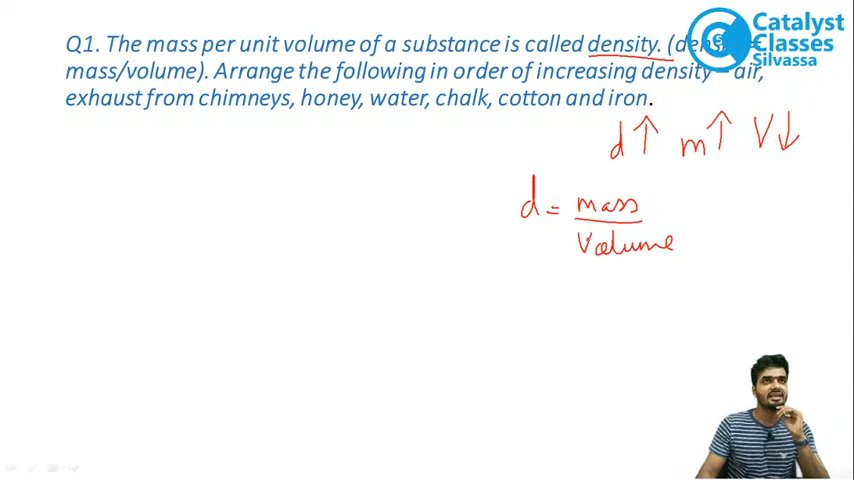 Catalyst
Classes
Silvassa
Q1. The mass per unit volume of a substance is called density. (
mass/volume). Arrange the following in order of increasing density – air,
exhaust from chimneys, honey, water, chalk, cotton and iron.
d↑ m↑ V↓
d = mass
Volume